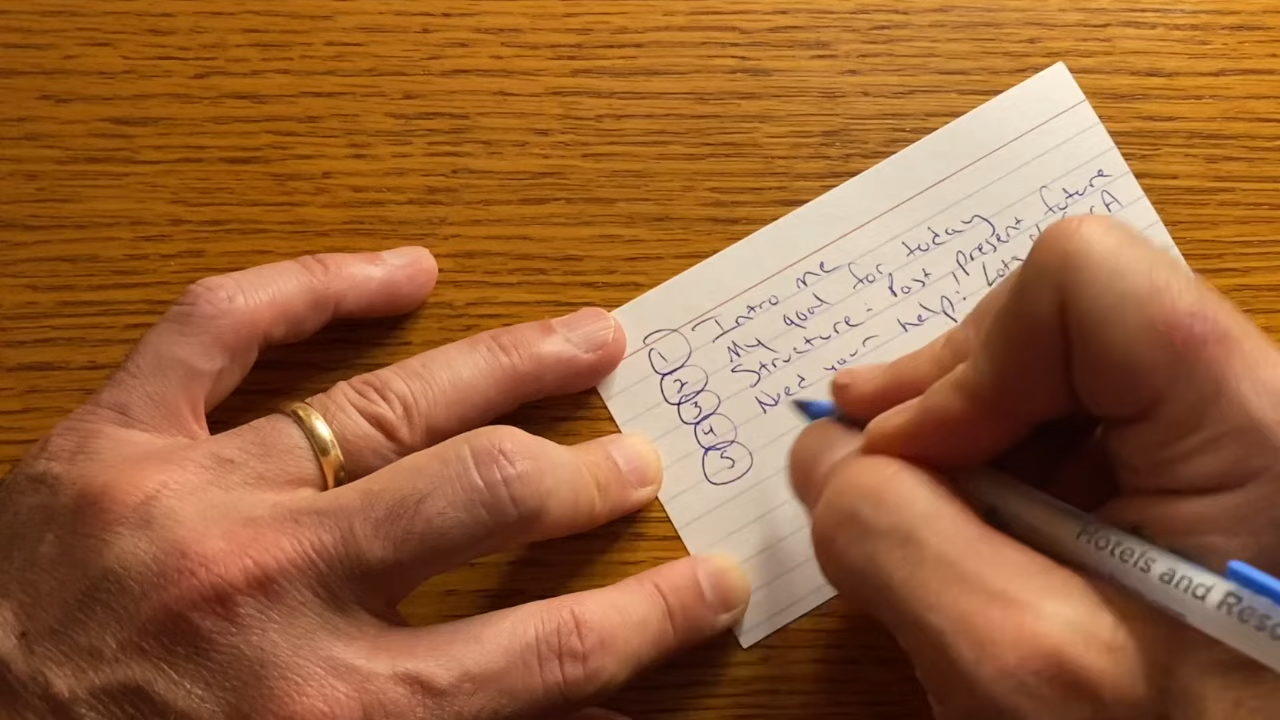 ① Intro me
② My goal for today
③ Structure: Past, present future
④ Need your help: Lots
⑤
Hotels and Reso